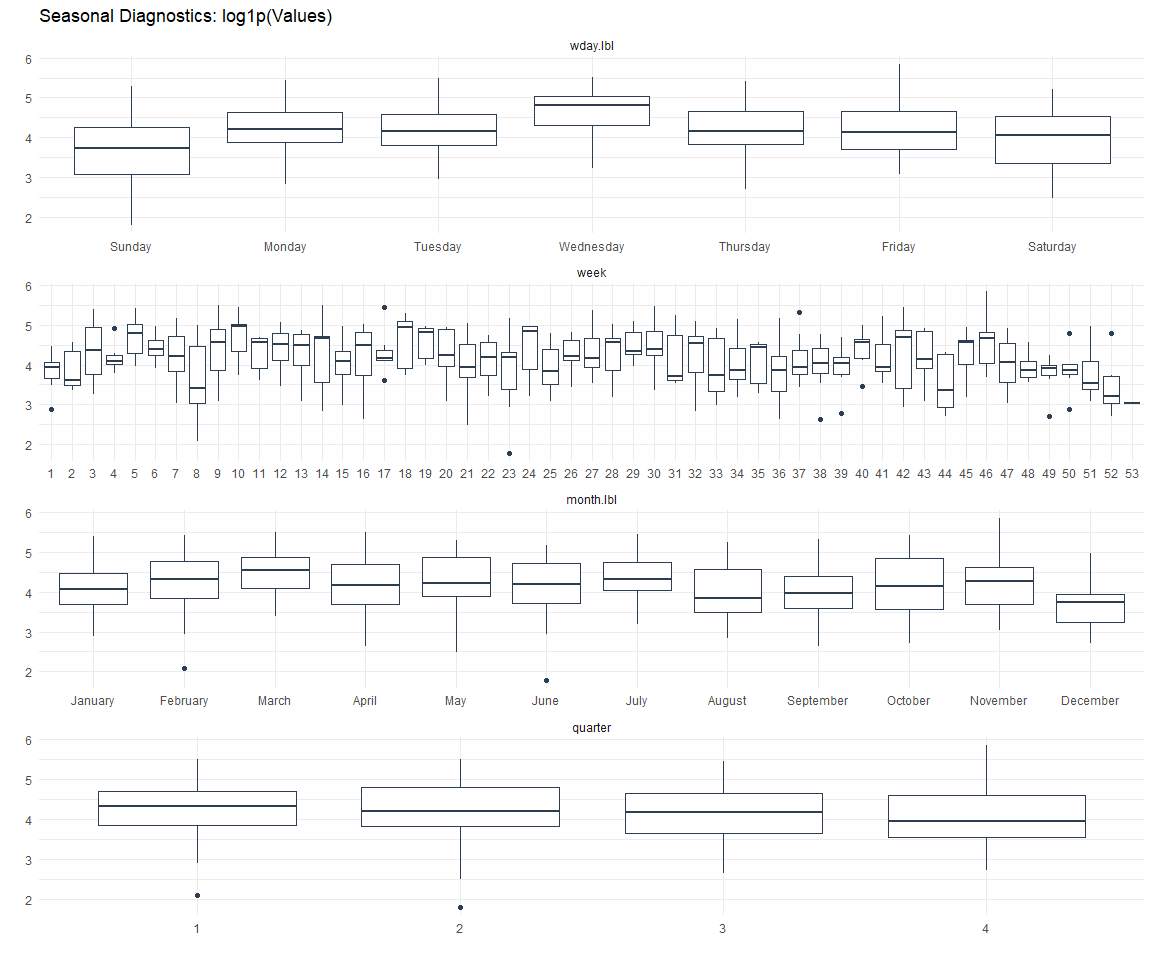 Seasonal Diagnostics: log1p(Values)
wday.lbl
6
5
4
3
2
Sunday Monday Tuesday Wednesday Thursday Friday Saturday
week
6
5
4
3
2
1 2 3 4 5 6 7 8 9 10 11 12 13 14 15 16 17 18 19 20 21 22 23 24 25 26 27 28 29 30 31 32 33 34 35 36 37 38 39 40 41 42 43 44 45 46 47 48 49 50 51 52 53
month.lbl
6
5
4
3
2
January February March April May June July August September October November December
quarter
6
5
4
3
2
1 2 3 4